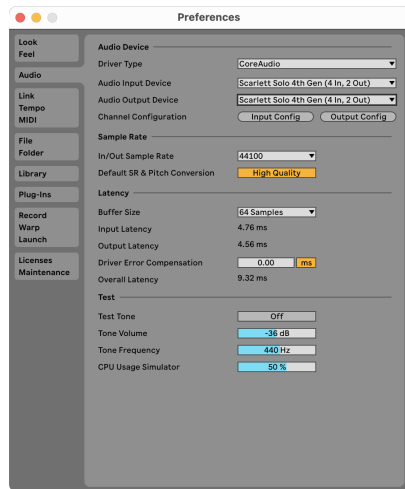 Preferences
Look
Feel
Audio
Link
Tempo
MIDI
File
Folder
Library
Plug-Ins
Record
Warp
Launch
Licenses
Maintenance
Audio Device
Driver Type CoreAudio
Audio Input Device Scarlett Solo 4th Gen (4 In, 2 Out)
Audio Output Device Scarlett Solo 4th Gen (4 In, 2 Out)
Channel Configuration Input Config Output Config
Sample Rate
In/Out Sample Rate 44100
Default SR & Pitch Conversion High Quality
Latency
Buffer Size 64 Samples
Input Latency 4.76 ms
Output Latency 4.56 ms
Driver Error Compensation 0.00 ms
Overall Latency 9.32 ms
Test
Test Tone Off
Tone Volume -36 dB
Tone Frequency 440 Hz
CPU Usage Simulator 50 %